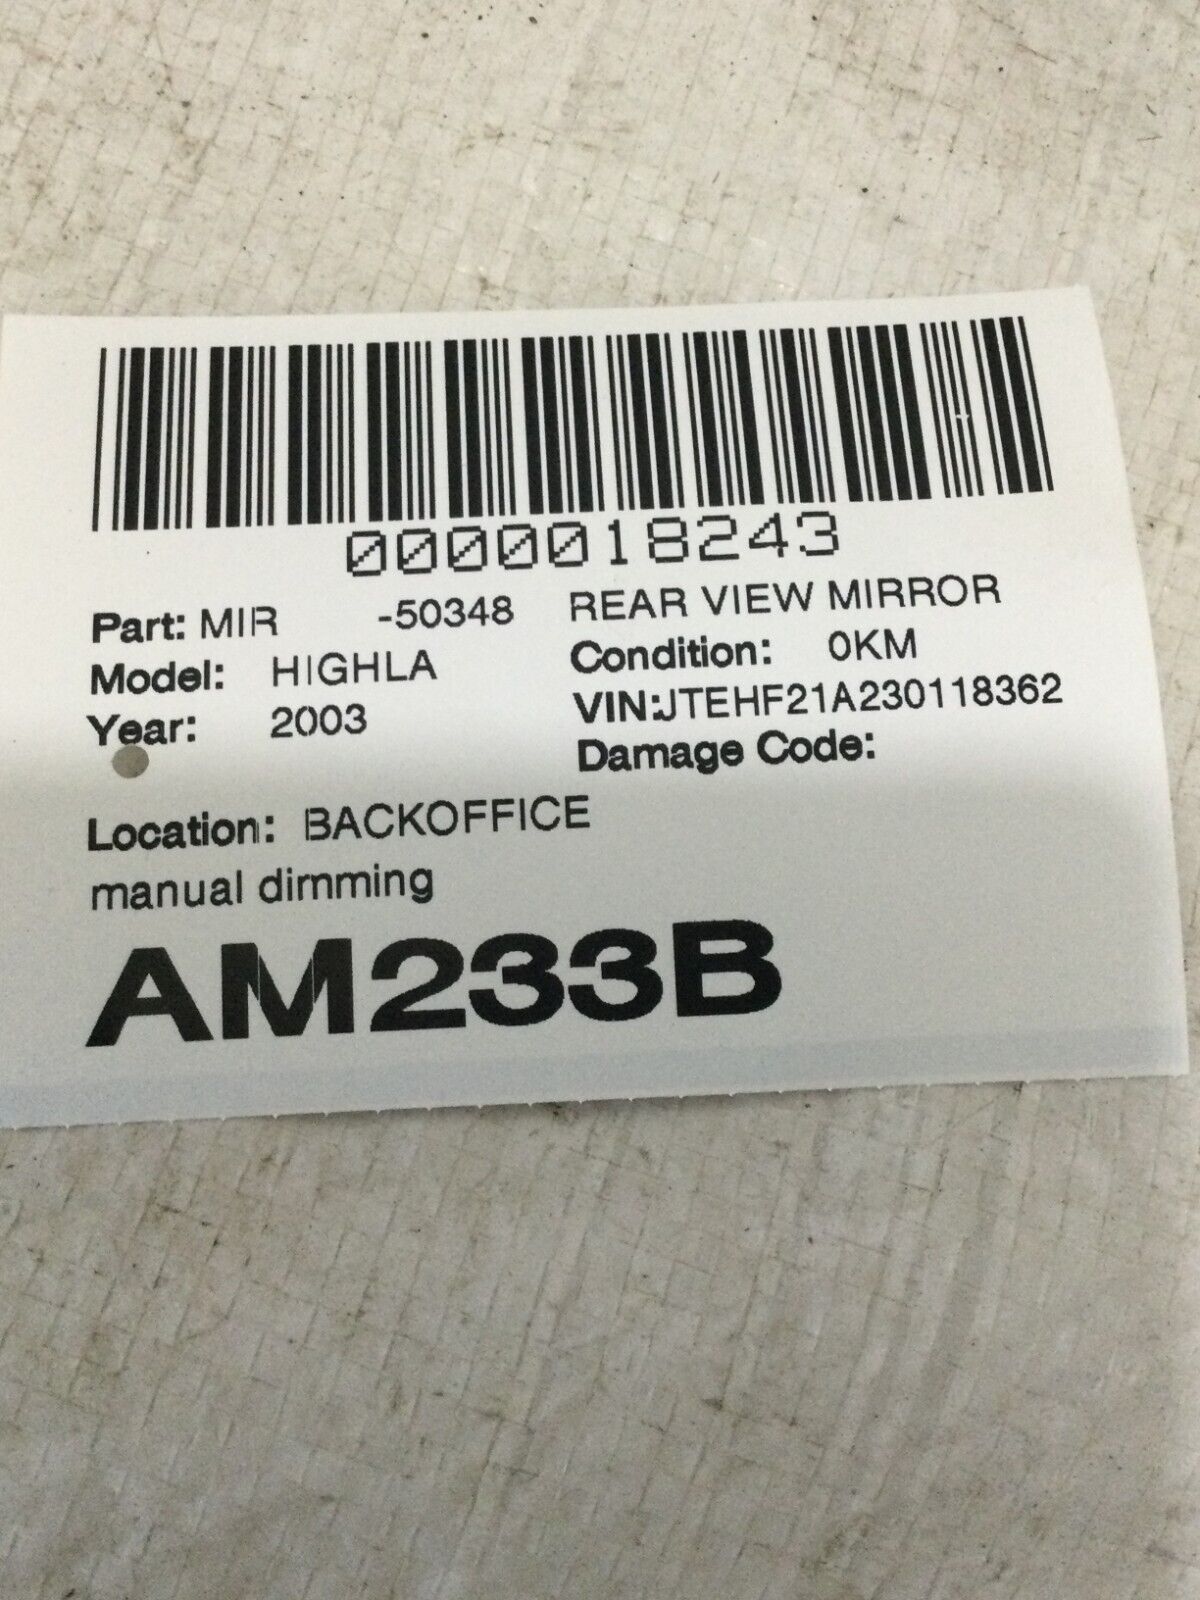 0000018243
Part: MIR -50348 REAR VIEW MIRROR
Model: HIGHLA Condition: 0KM
Year: 2003 VIN:JTEHF21A230118362
Damage Code:
Location: BACKOFFICE
manual dimming
AM233B